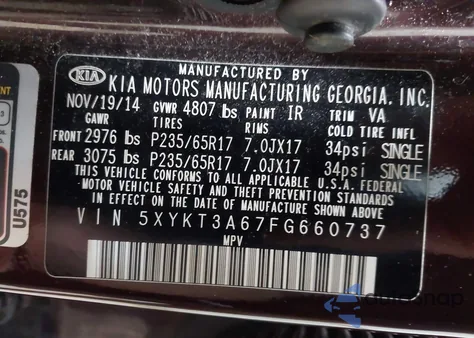 MANUFACTURED BY
KIA KIA MOTORS MANUFACTURING GEORGIA, INC.
NOV/19/14 GVWR 4807 lbs PAINT IR TRIM VA
GAWR TIRES RIMS COLD TIRE INFL
FRONT 2976 lbs P235/65R17 7.0JX17 34psi SINGLE
REAR 3075 lbs P235/65R17 7.0JX17 34psi SINGLE
THIS VEHICLE CONFORMS TO ALL APPLICABLE U.S.A. FEDERAL
MOTOR VEHICLE SAFETY AND THEFT PREVENTION STANDARDS
IN EFFECT ON THE DATE OF MANUFACTURE SHOWN ABOVE.
VIN 5XYKT3A67FG660737
MPV
U575
autosnap